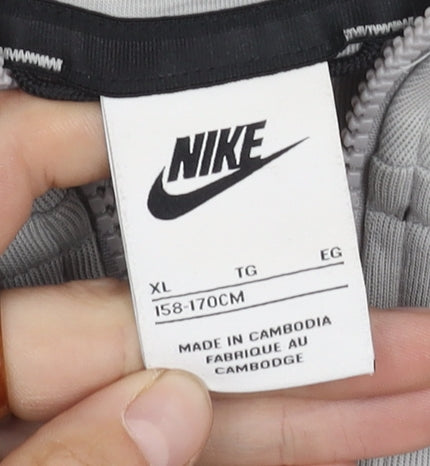 NIKE
XL TG EG
158-170CM
MADE IN CAMBODIA
FABRIQUE AU
CAMBODGE